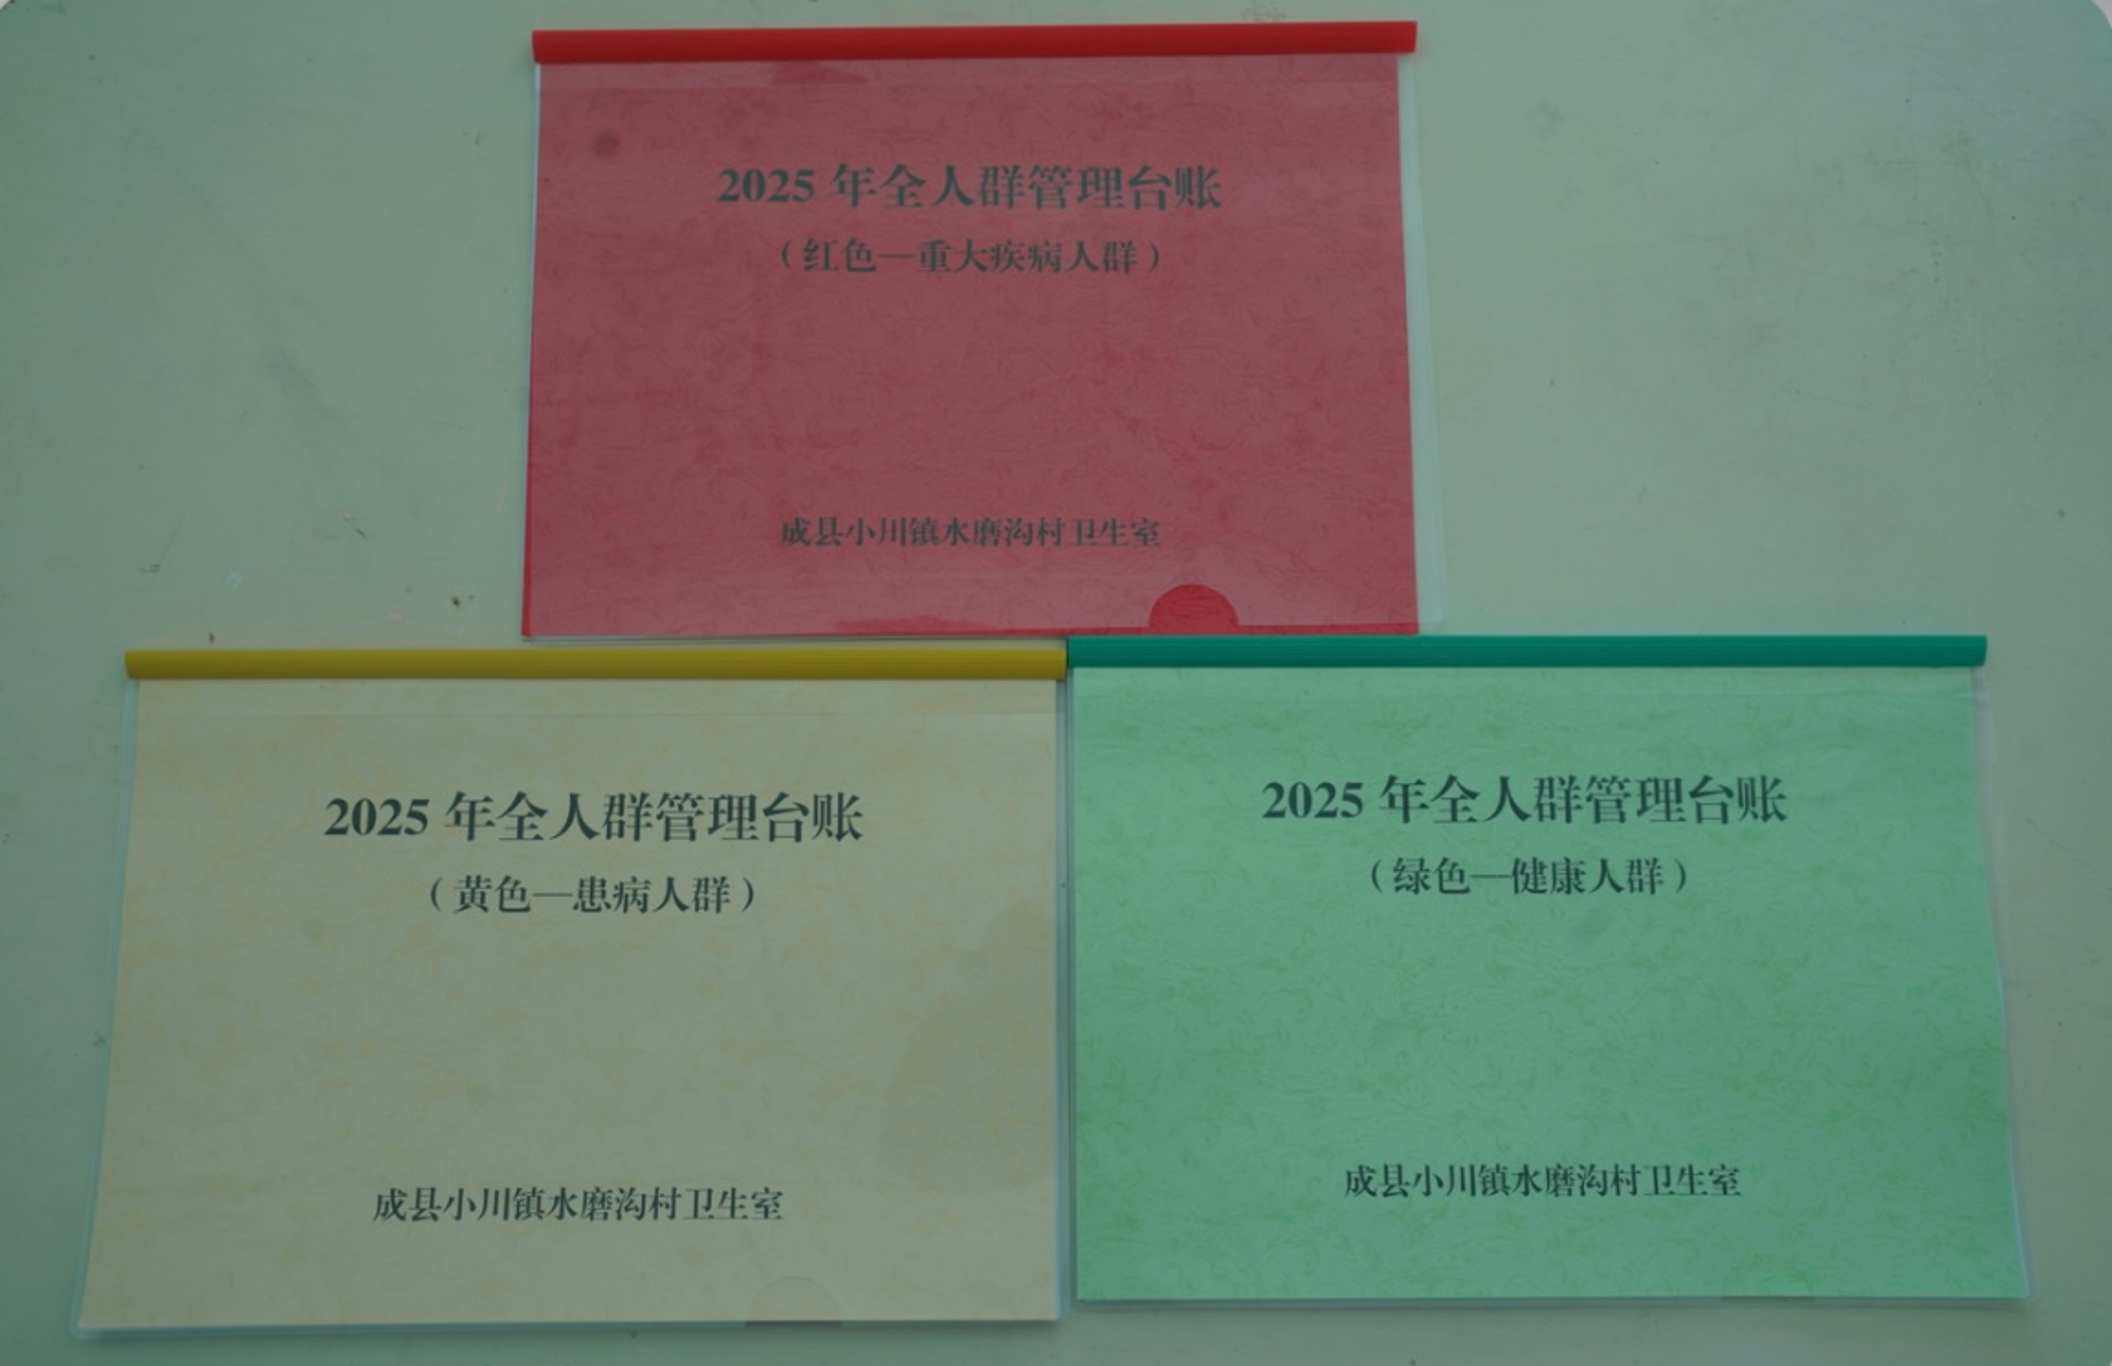 2025 年全人群管理台账
（红色—重大疾病人群）
成县小川镇水磨沟村卫生室
2025 年全人群管理台账
（黄色—患病人群）
成县小川镇水磨沟村卫生室
2025 年全人群管理台账
（绿色—健康人群）
成县小川镇水磨沟村卫生室